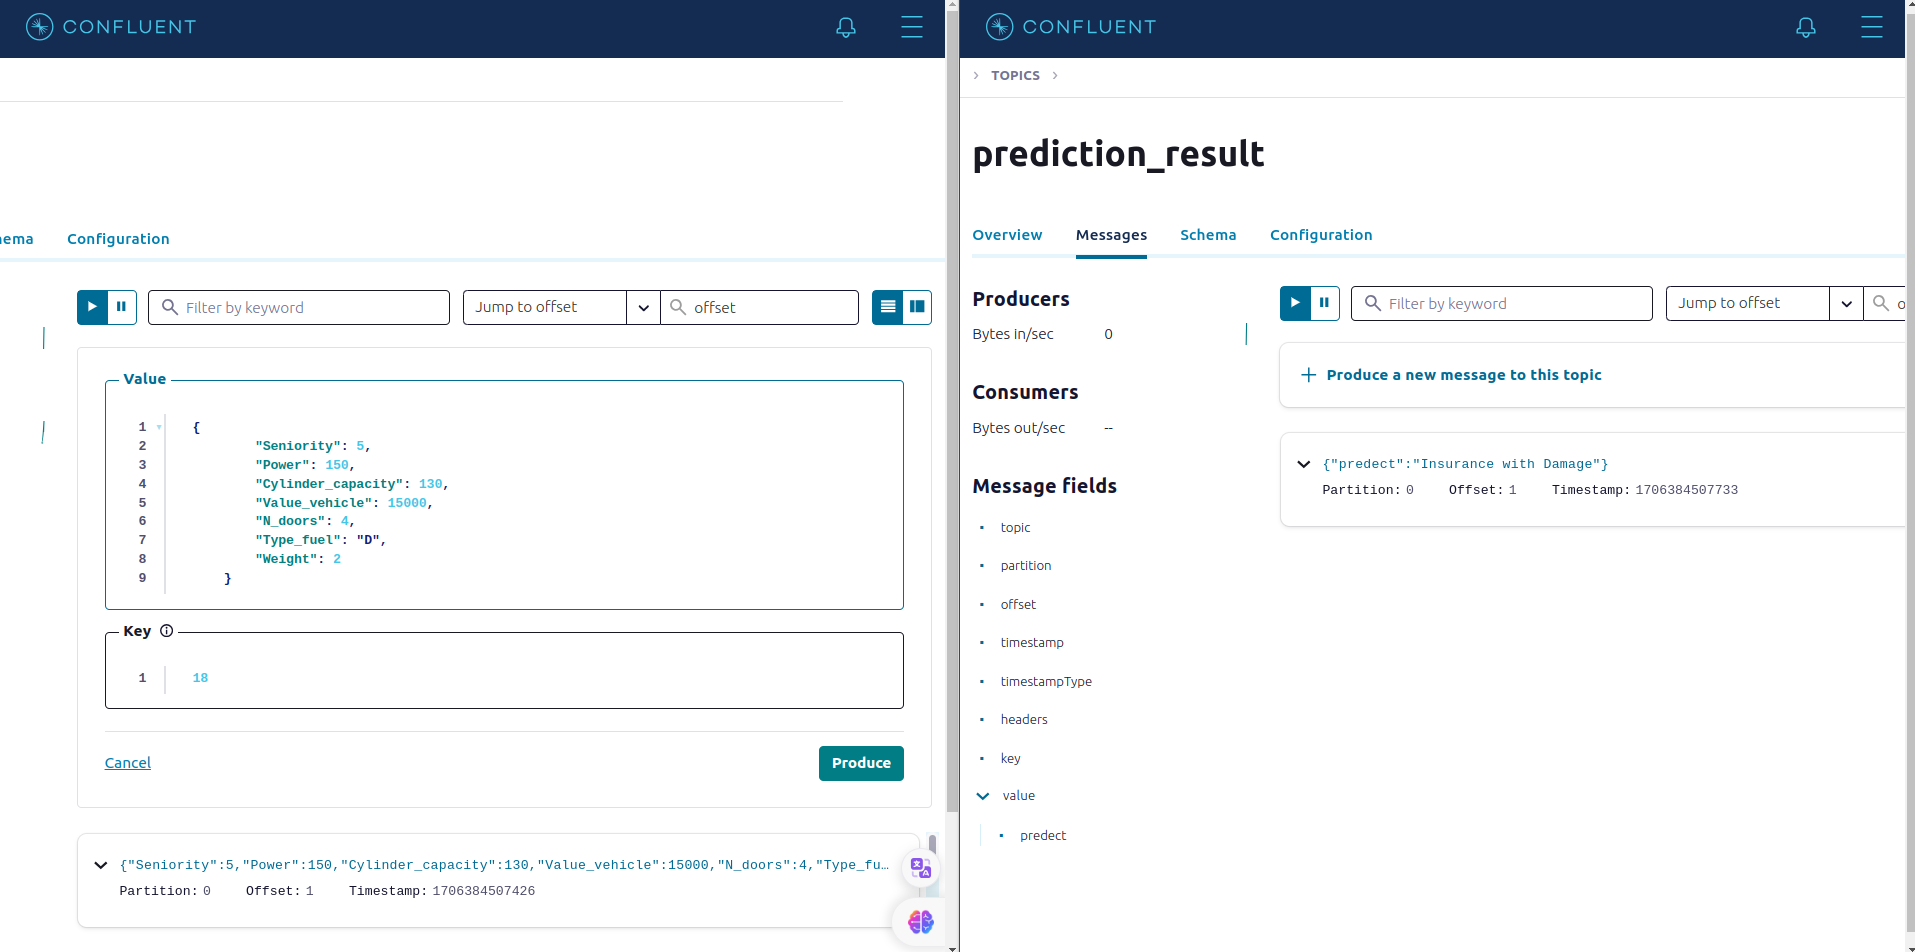 CONFLUENT
hema
Configuration
Filter by keyword
Jump to offset
offset
Value
1 {
2 "Seniority": 5,
3 "Power": 150,
4 "Cylinder_capacity": 130,
5 "Value_vehicle": 15000,
6 "N_doors": 4,
7 "Type_fuel": "D",
8 "Weight": 2
9 }
Key
1 18
Cancel
Produce
{"Seniority":5,"Power":150,"Cylinder_capacity":130,"Value_vehicle":15000,"N_doors":4,"Type_fu…
Partition: 0 Offset: 1 Timestamp: 1706384507426
CONFLUENT
> TOPICS >
prediction_result
Overview Messages Schema Configuration
Producers
Bytes in/sec 0
Consumers
Bytes out/sec --
Message fields
topic
partition
offset
timestamp
timestampType
headers
key
value
predect
Filter by keyword
Jump to offset
o
Produce a new message to this topic
{"predect":"Insurance with Damage"}
Partition: 0 Offset: 1 Timestamp: 1706384507733